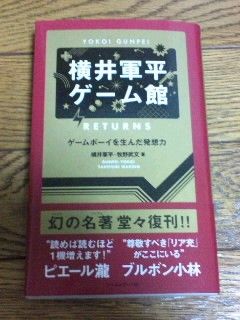 YOKOI GUNPEI
横井軍平
ゲーム館
RETURNS
ゲームボーイを生んだ発想力
横井軍平・牧野武文 著
GUNPEI YOKOI
TAKEFUMI MAKINO
幻の名著 堂々復刊!!
“読めば読むほど
1機増えます!”
ピエール瀧
“尊敬すべき「リア充」
がここにいる”
ブルボン小林